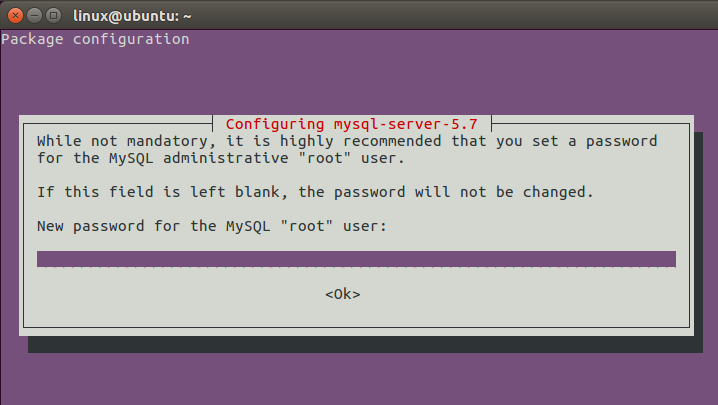 linux@ubuntu: ~
Package configuration
Configuring mysql-server-5.7
While not mandatory, it is highly recommended that you set a password
for the MySQL administrative "root" user.
If this field is left blank, the password will not be changed.
New password for the MySQL "root" user:
<Ok>